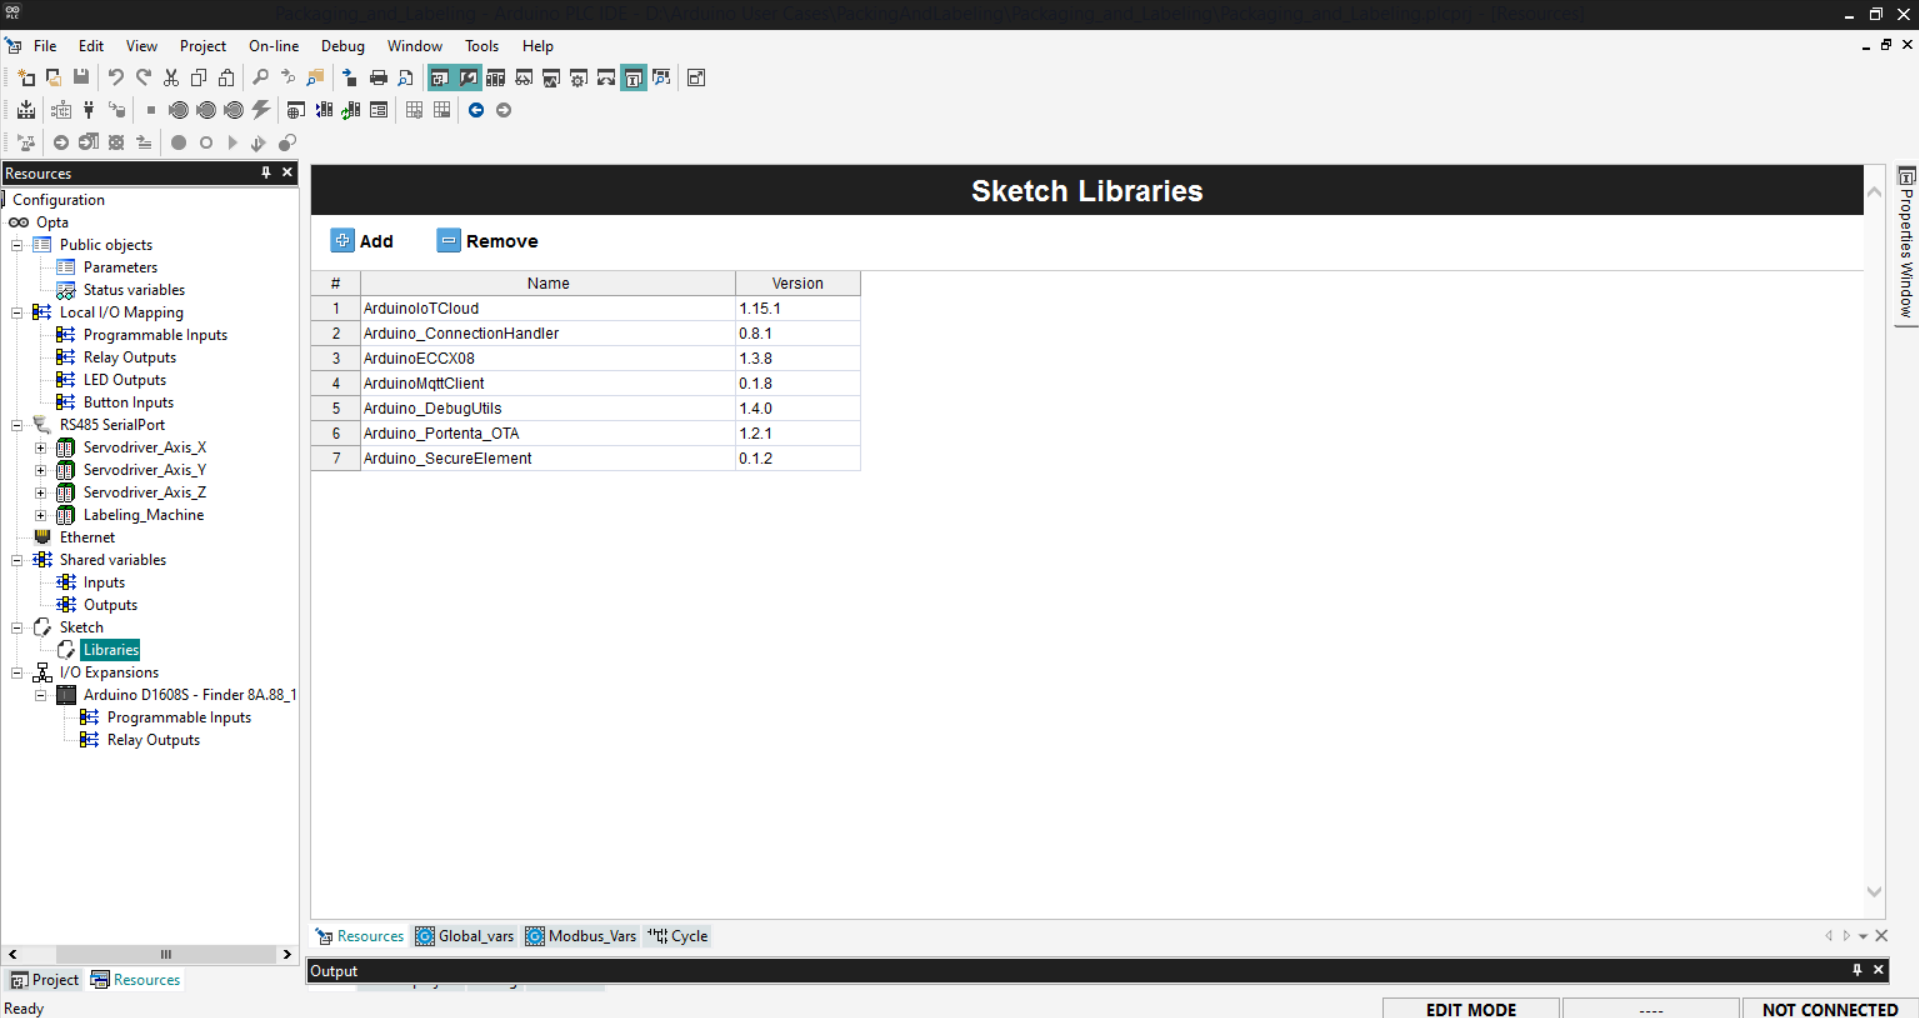 Packaging_and_Labeling - Arduino PLC IDE - D:\Arduino User Cases\PackingAndLabeling\Packaging_and_Labeling\Packaging_and_Labeling.plcprj - [Resources]
File Edit View Project On-line Debug Window Tools Help
Resources
Configuration
Opta
Public objects
Parameters
Status variables
Local I/O Mapping
Programmable Inputs
Relay Outputs
LED Outputs
Button Inputs
RS485 SerialPort
Servodriver_Axis_X
Servodriver_Axis_Y
Servodriver_Axis_Z
Labeling_Machine
Ethernet
Shared variables
Inputs
Outputs
Sketch
Libraries
I/O Expansions
Arduino D1608S - Finder 8A.88_1
Programmable Inputs
Relay Outputs
Project Resources
Sketch Libraries
Add Remove
# Name Version
1 ArduinoIoTCloud 1.15.1
2 Arduino_ConnectionHandler 0.8.1
3 ArduinoECCX08 1.3.8
4 ArduinoMqttClient 0.1.8
5 Arduino_DebugUtils 1.4.0
6 Arduino_Portenta_OTA 1.2.1
7 Arduino_SecureElement 0.1.2
Resources Global_vars Modbus_Vars Cycle
Output
Properties Window
Ready
EDIT MODE ---- NOT CONNECTED